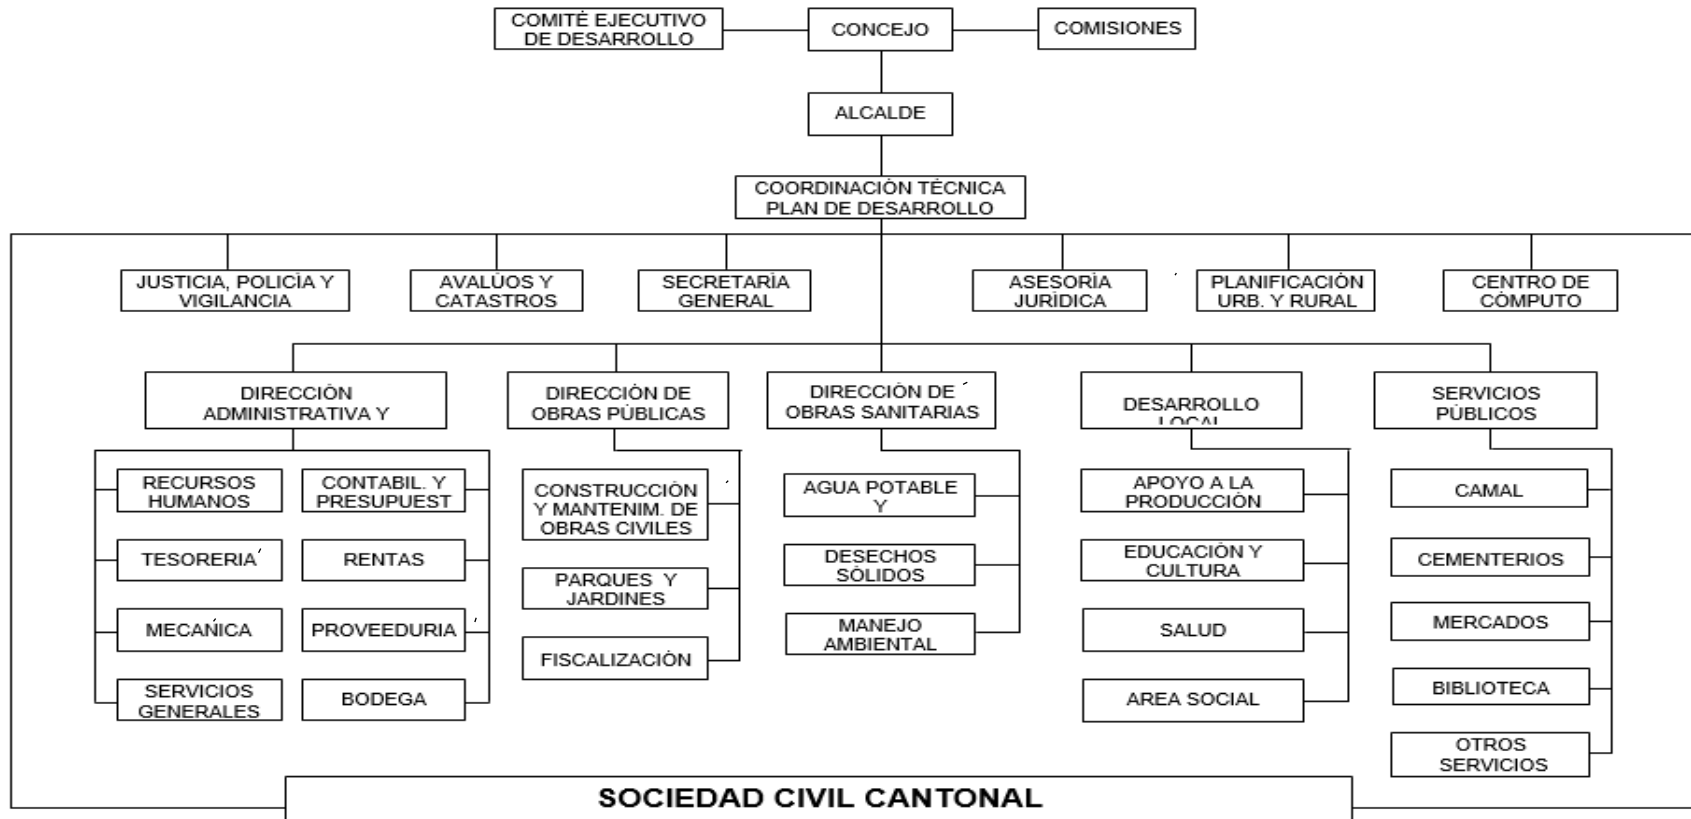 COMITÉ EJECUTIVO
DE DESARROLLO
CONCEJO
COMISIONES
ALCALDE
COORDINACIÓN TÉCNICA
PLAN DE DESARROLLO
JUSTICIA, POLICÍA Y
VIGILANCIA
AVALÚOS Y
CATASTROS
SECRETARÍA
GENERAL
ASESORÍA
JURÍDICA
PLANIFICACIÓN
URB. Y RURAL
CENTRO DE
CÓMPUTO
DIRECCIÓN
ADMINISTRATIVA Y
DIRECCIÓN DE
OBRAS PÚBLICAS
DIRECCIÓN DE
OBRAS SANITARIAS
DESARROLLO
LOCAL
SERVICIOS
PÚBLICOS
RECURSOS
HUMANOS
CONTABIL. Y
PRESUPUEST
TESORERIA
RENTAS
MECAŃICA
PROVEEDURIA
SERVICIOS
GENERALES
BODEGA
CONSTRUCCIÓN
Y MANTENIM. DE
OBRAS CIVILES
PARQUES Y
JARDINES
FISCALIZACIÓN
AGUA POTABLE
Y
DESECHOS
SÓLIDOS
MANEJO
AMBIENTAL
APOYO A LA
PRODUCCIÓN
EDUCACIÓN Y
CULTURA
SALUD
AREA SOCIAL
CAMAL
CEMENTERIOS
MERCADOS
BIBLIOTECA
OTROS
SERVICIOS
SOCIEDAD CIVIL CANTONAL